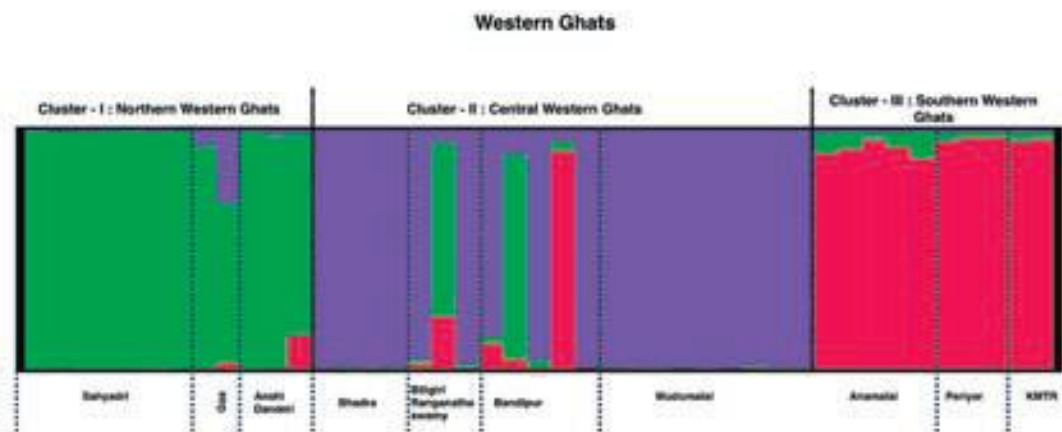 Western Ghats
Cluster - I : Northern Western Ghats
Cluster - II : Central Western Ghats
Cluster - III : Southern Western
Ghats
Sahyadri
Goa
Anshi
Dandeli
Bhadra
Biligiri
Ranganatha
swamy
Bandipur
Mudumalai
Anamalai
Periyar
KMTR